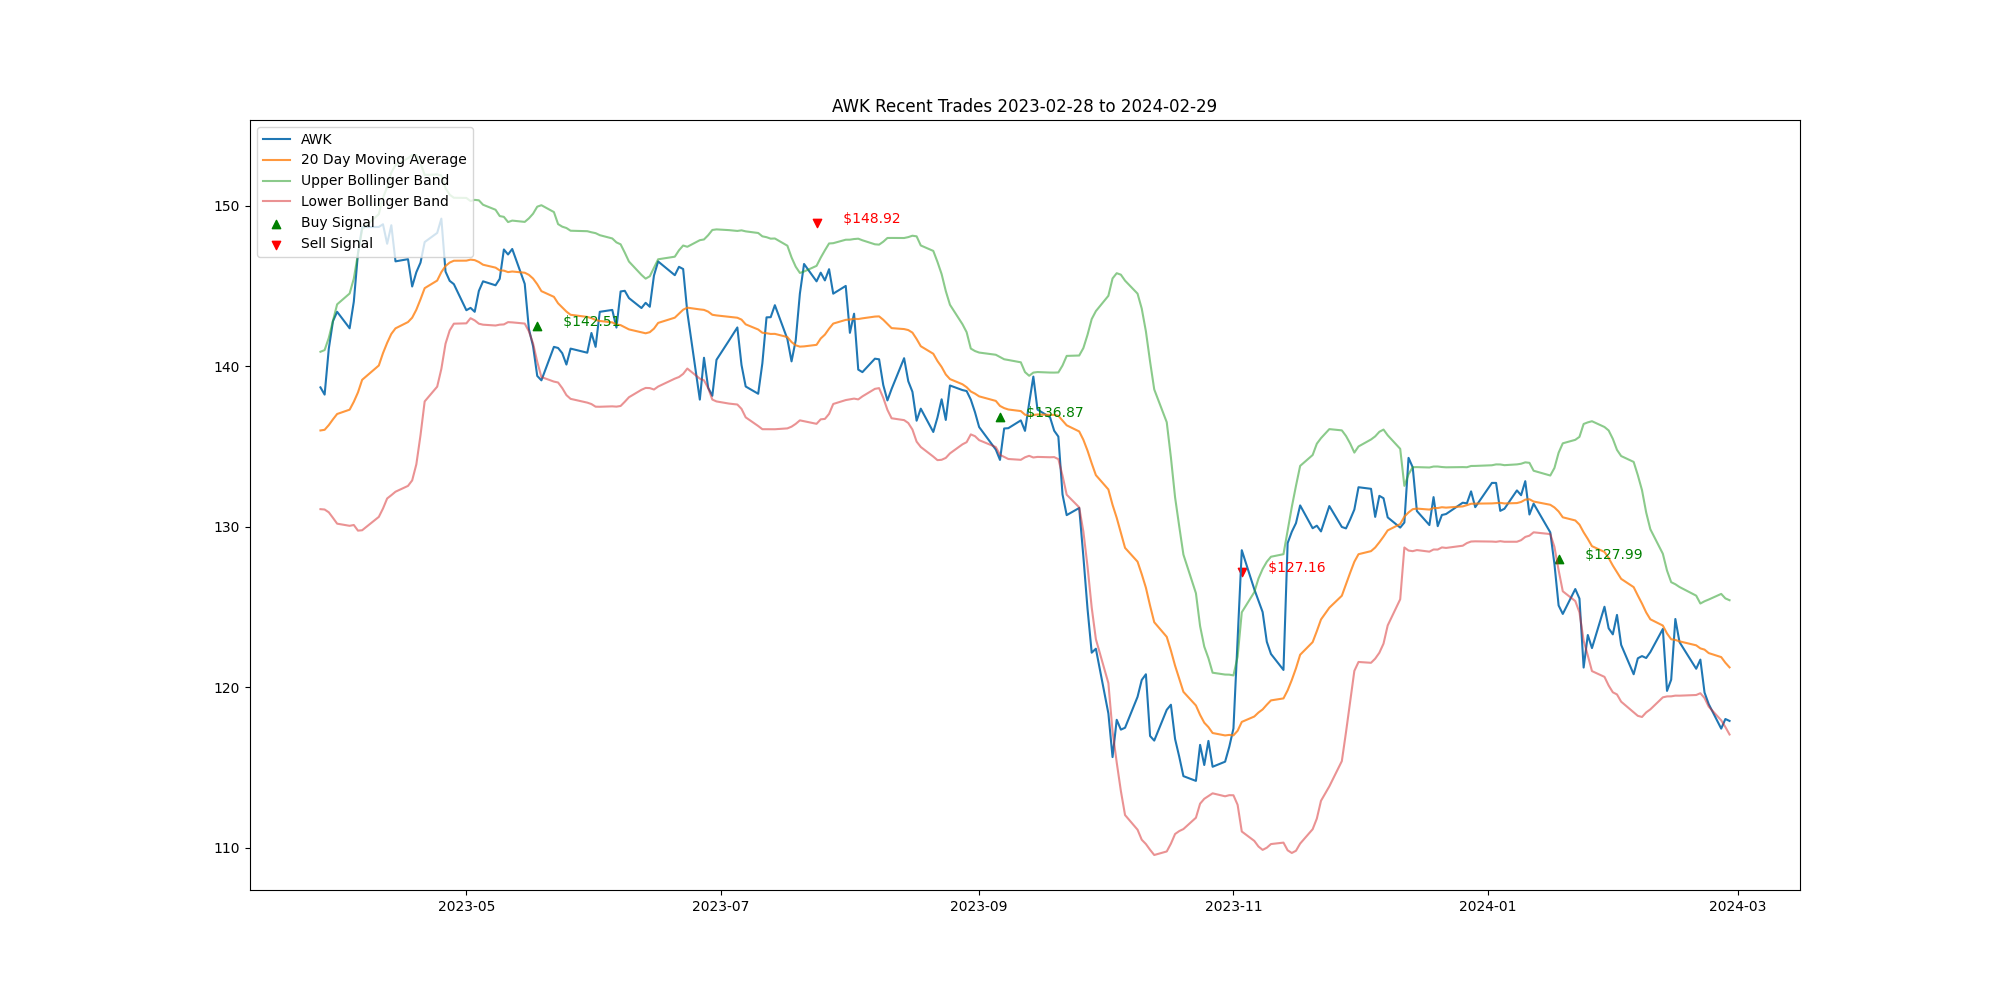 AWK Recent Trades 2023-02-28 to 2024-02-29
AWK
20 Day Moving Average
Upper Bollinger Band
Lower Bollinger Band
Buy Signal
Sell Signal
150
140
130
120
110
$142.51
$148.92
$136.87
$127.16
$127.99
2023-05
2023-07
2023-09
2023-11
2024-01
2024-03